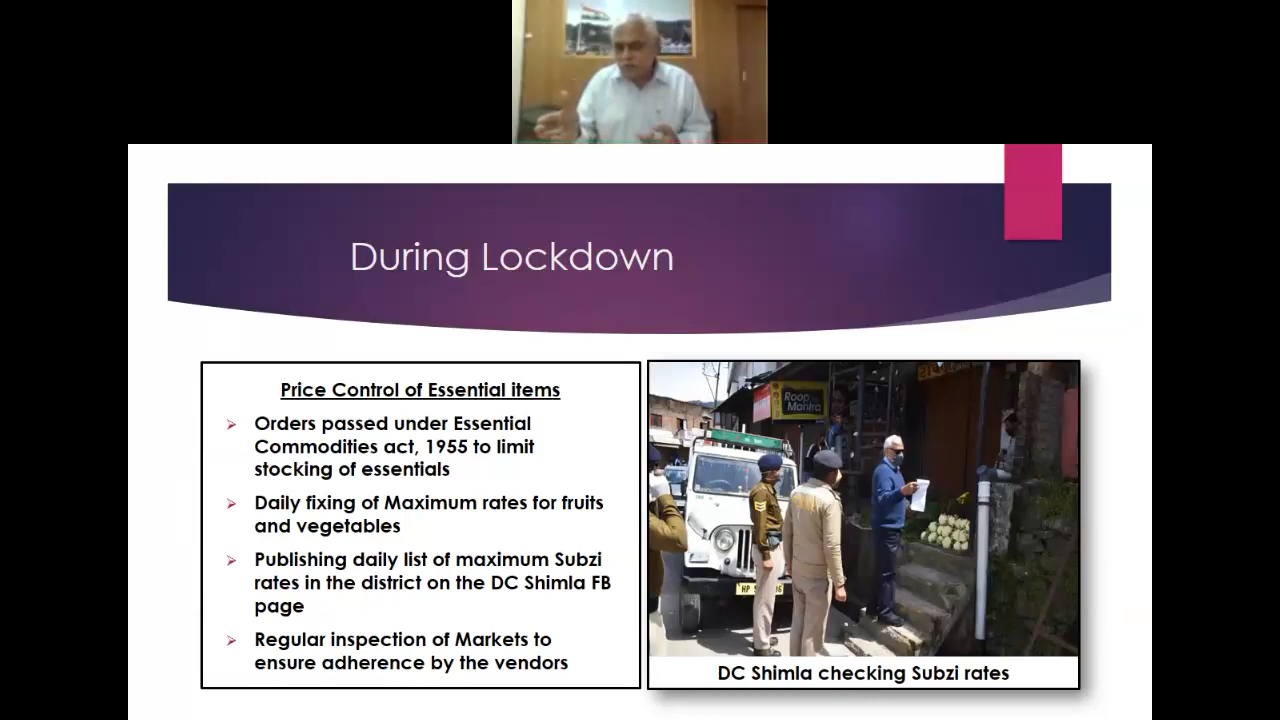 During Lockdown
Price Control of Essential items
Orders passed under Essential
Commodities act, 1955 to limit
stocking of essentials
Daily fixing of Maximum rates for fruits
and vegetables
Publishing daily list of maximum Subzi
rates in the district on the DC Shimla FB
page
Regular inspection of Markets to
ensure adherence by the vendors
Roop
Mohtra
DC Shimla checking Subzi rates